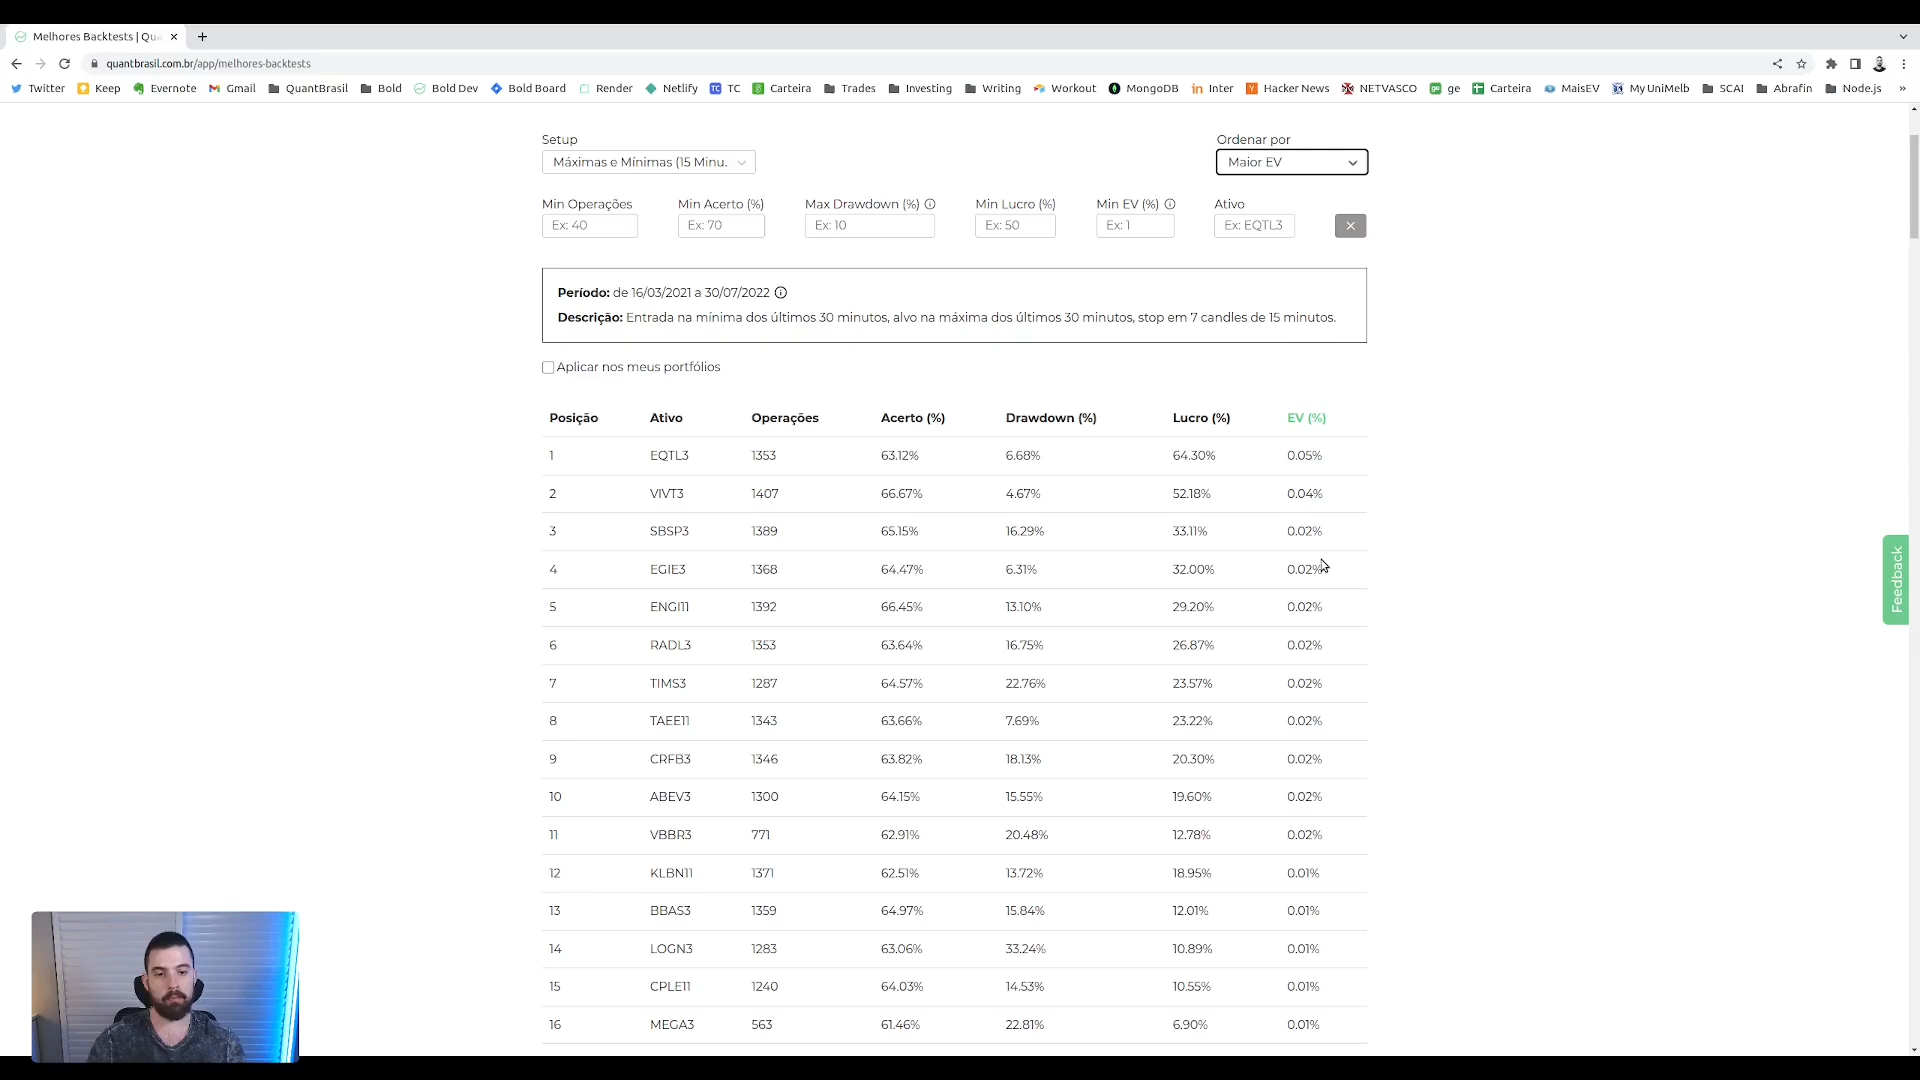 Melhores Backtests | Qu
quantbrasil.com.br/app/melhores-backtests
Twitter Keep Evernote Gmail QuantBrasil Bold Bold Dev Bold Board Render Netlify TC TC Carteira Trades Investing Writing Workout MongoDB in Inter Y Hacker News NETVASCO ge ge Carteira MaisEV My UniMelb SCAI Abrafin Node.js »
Setup Ordenar por
Máximas e Mínimas (15 Minu. Maior EV
Min Operações Min Acerto (%) Max Drawdown (%) Min Lucro (%) Min EV (%) Ativo
Ex: 40 Ex: 70 Ex: 10 Ex: 50 Ex: 1 Ex: EQTL3
Período: de 16/03/2021 a 30/07/2022
Descrição: Entrada na mínima dos últimos 30 minutos, alvo na máxima dos últimos 30 minutos, stop em 7 candles de 15 minutos.
Aplicar nos meus portfólios
Posição Ativo Operações Acerto (%) Drawdown (%) Lucro (%) EV (%)
1 EQTL3 1353 63.12% 6.68% 64.30% 0.05%
2 VIVT3 1407 66.67% 4.67% 52.18% 0.04%
3 SBSP3 1389 65.15% 16.29% 33.11% 0.02%
4 EGIE3 1368 64.47% 6.31% 32.00% 0.02%
5 ENGI11 1392 66.45% 13.10% 29.20% 0.02%
6 RADL3 1353 63.64% 16.75% 26.87% 0.02%
7 TIMS3 1287 64.57% 22.76% 23.57% 0.02%
8 TAEE11 1343 63.66% 7.69% 23.22% 0.02%
9 CRFB3 1346 63.82% 18.13% 20.30% 0.02%
10 ABEV3 1300 64.15% 15.55% 19.60% 0.02%
11 VBBR3 771 62.91% 20.48% 12.78% 0.02%
12 KLBN11 1371 62.51% 13.72% 18.95% 0.01%
13 BBAS3 1359 64.97% 15.84% 12.01% 0.01%
14 LOGN3 1283 63.06% 33.24% 10.89% 0.01%
15 CPLE11 1240 64.03% 14.53% 10.55% 0.01%
16 MEGA3 563 61.46% 22.81% 6.90% 0.01%
Feedback